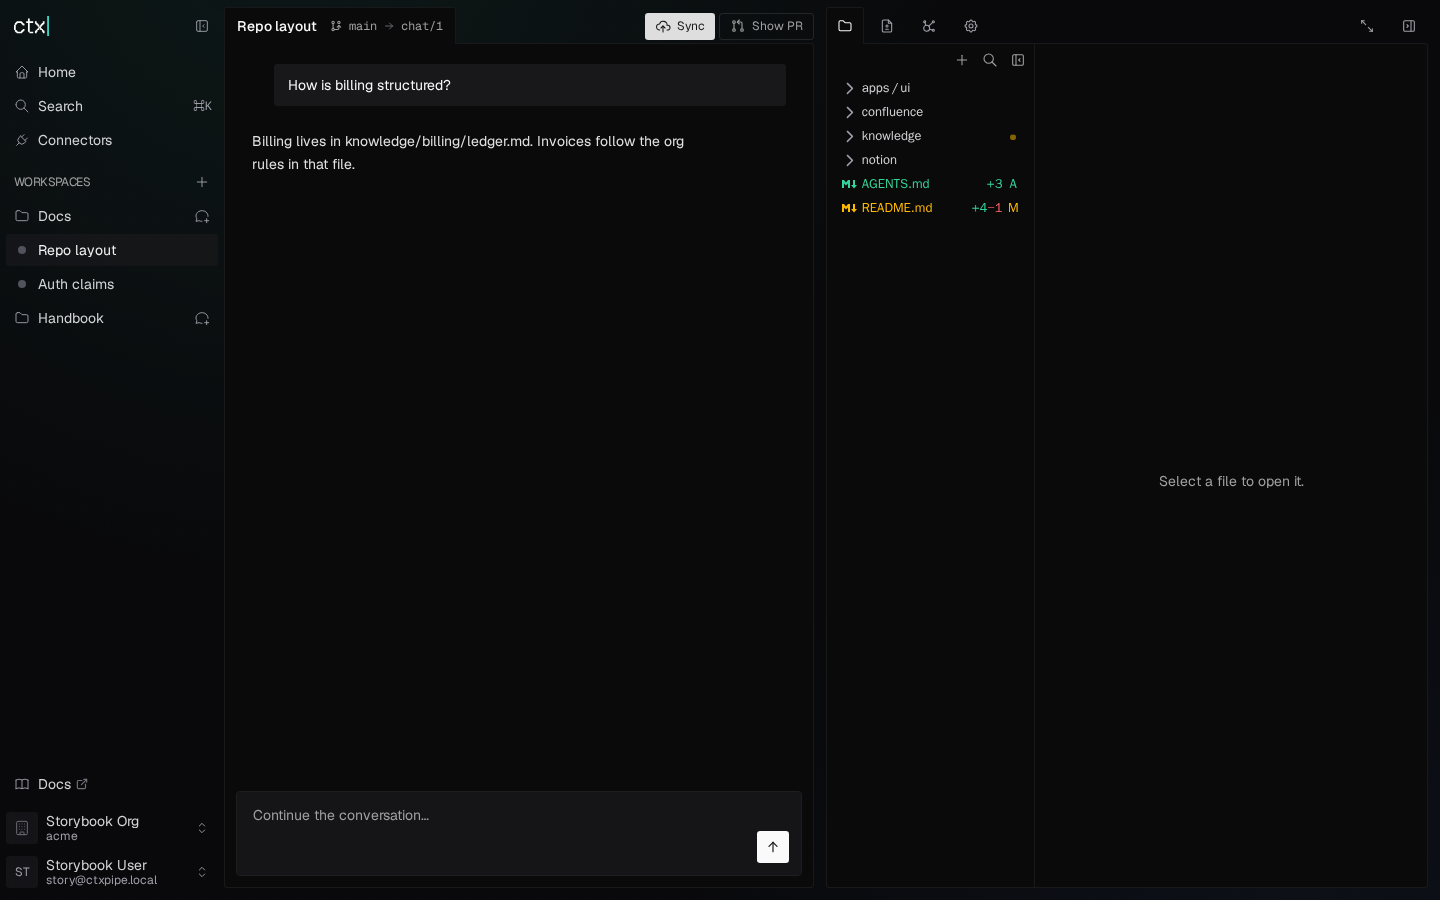 ctx
Home
Search ⌘K
Connectors
WORKSPACES
Docs
Repo layout
Auth claims
Handbook
Docs
Storybook Org
acme
ST
Storybook User
story@ctxpipe.local
Repo layout main → chat/1
Sync
Show PR
How is billing structured?
Billing lives in knowledge/billing/ledger.md. Invoices follow the org
rules in that file.
Continue the conversation...
apps / ui
confluence
knowledge
notion
M↓ AGENTS.md +3 A
M↓ README.md +4−1 M
Select a file to open it.